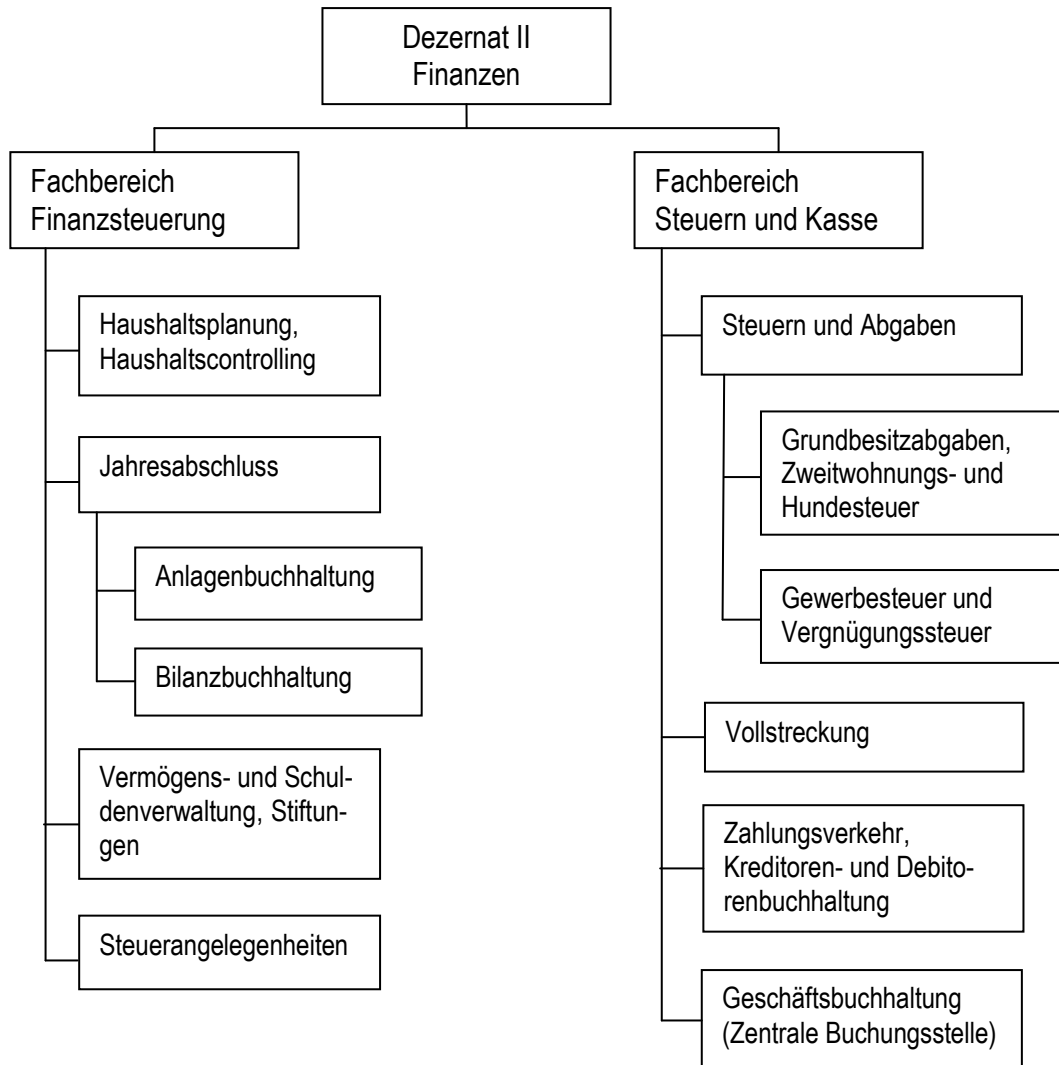 Dezernat II
Finanzen
Fachbereich
Finanzsteuerung
Haushaltsplanung,
Haushaltscontrolling
Jahresabschluss
Anlagenbuchhaltung
Bilanzbuchhaltung
Vermögens- und Schul-
denverwaltung, Stiftun-
gen
Steuerangelegenheiten
Fachbereich
Steuern und Kasse
Steuern und Abgaben
Grundbesitzabgaben,
Zweitwohnungs- und
Hundesteuer
Gewerbesteuer und
Vergnügungssteuer
Vollstreckung
Zahlungsverkehr,
Kreditoren- und Debito-
renbuchhaltung
Geschäftsbuchhaltung
(Zentrale Buchungsstelle)